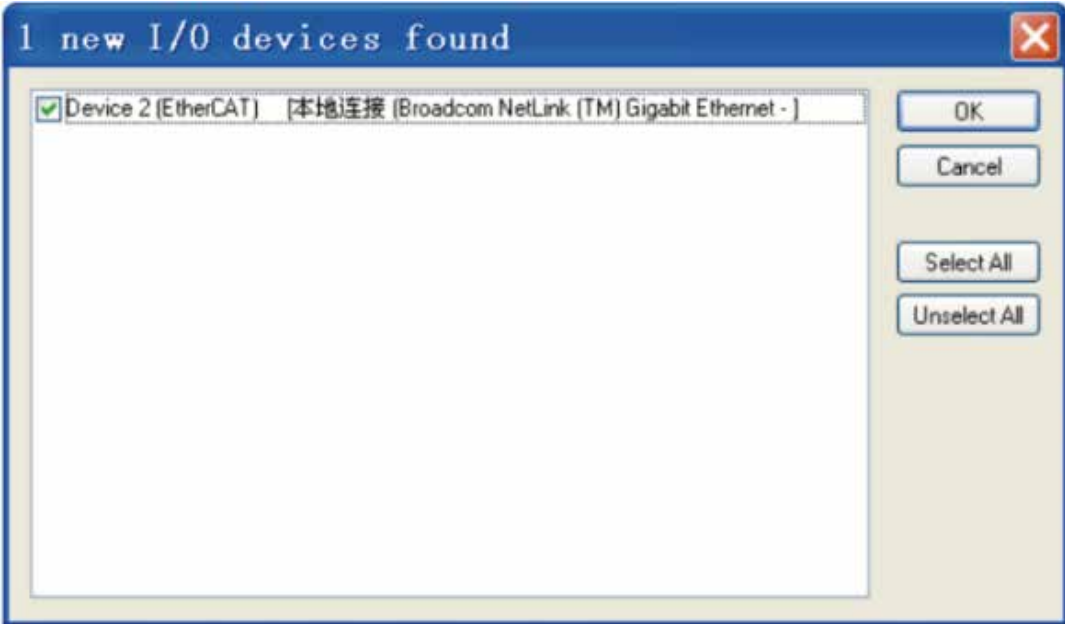 1 new I/O devices found
Device 2 (EtherCAT) [本地连接 (Broadcom NetLink (TM) Gigabit Ethernet - ]
OK
Cancel
Select All
Unselect All